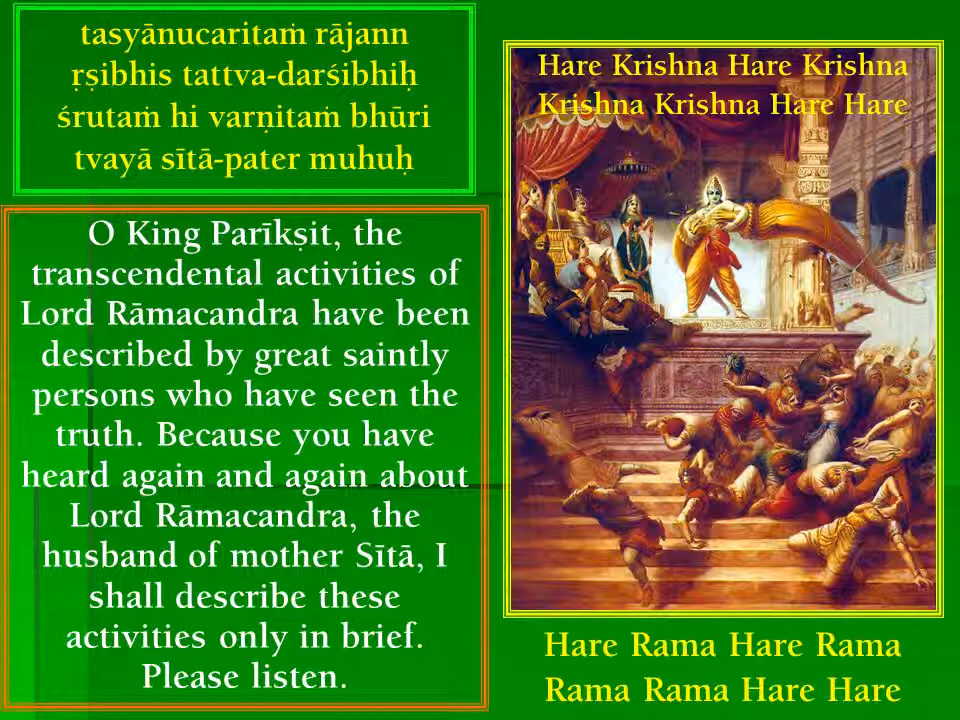 tasyānucaritaṁ rājann
ṛṣibhis tattva-darśibhiḥ
śrutaṁ hi varṇitaṁ bhūri
tvayā sītā-pater muhuḥ
O King Parīkṣit, the
transcendental activities of
Lord Rāmacandra have been
described by great saintly
persons who have seen the
truth. Because you have
heard again and again about
Lord Rāmacandra, the
husband of mother Sītā, I
shall describe these
activities only in brief.
Please listen.
Hare Krishna Hare Krishna
Krishna Krishna Hare Hare
Hare Rama Hare Rama
Rama Rama Hare Hare